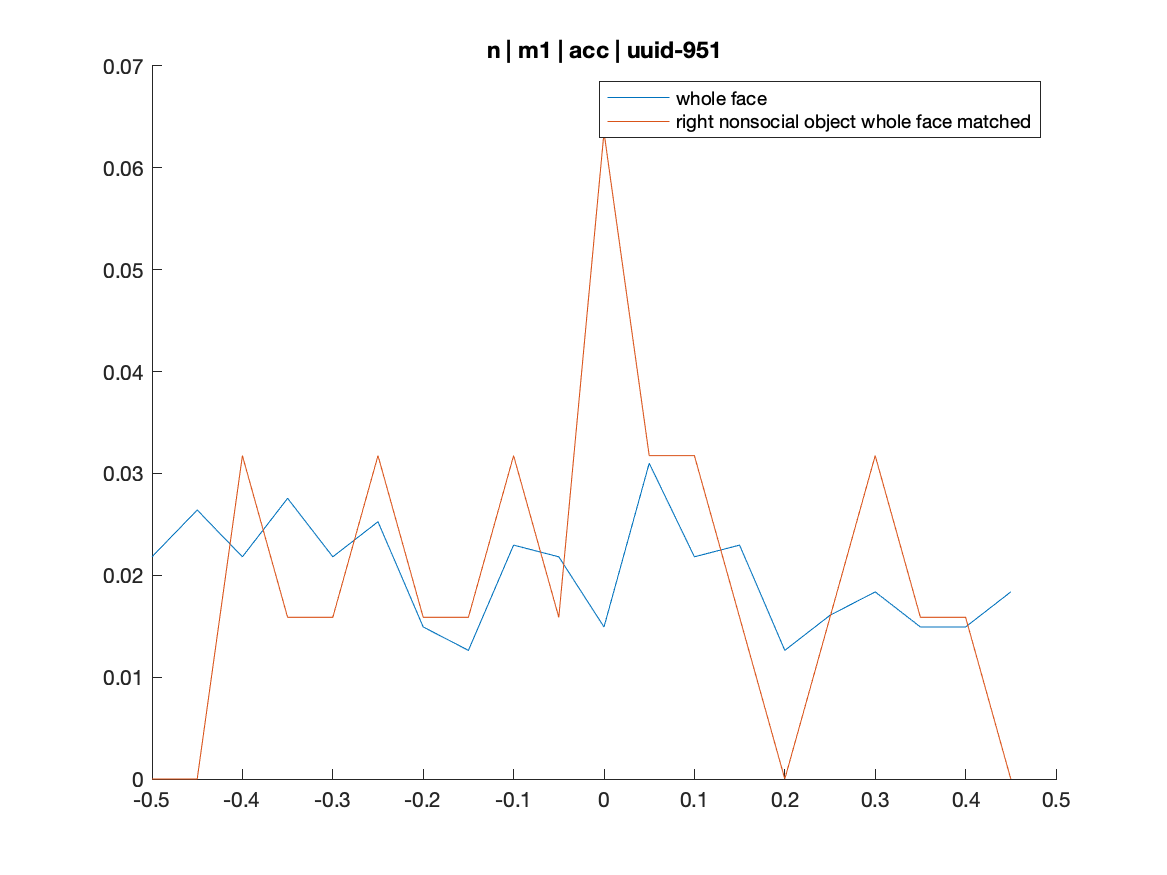 n | m1 | acc | uuid-951
whole face
right nonsocial object whole face matched
0.07
0.06
0.05
0.04
0.03
0.02
0.01
0
-0.5 -0.4 -0.3 -0.2 -0.1 0 0.1 0.2 0.3 0.4 0.5